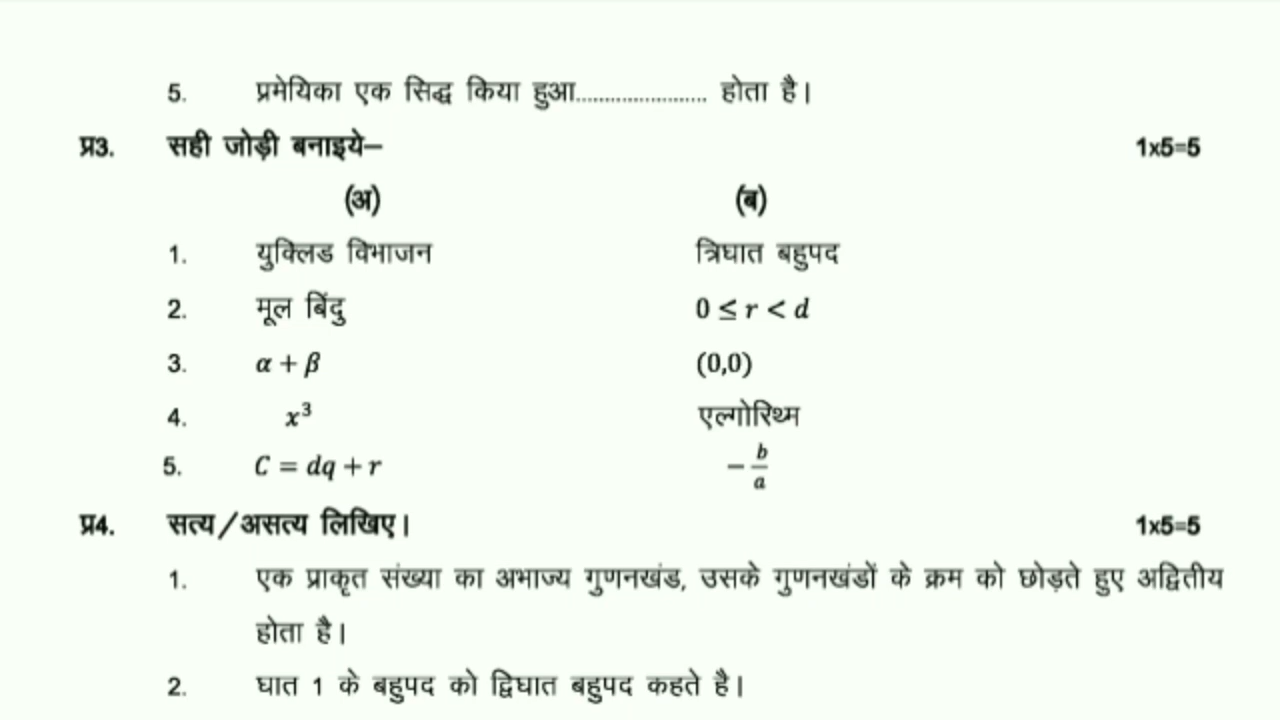 5. प्रमेयिका एक सिद्ध किया हुआ....................... होता है।
प्र3. सही जोड़ी बनाइये– 1x5=5
(अ) (ब)
1. युक्लिड विभाजन त्रिघात बहुपद
2. मूल बिंदु 0 ≤ r < d
3. α + β (0,0)
4. x³ एल्गोरिथ्म
5. C = dq + r −b/a
प्र4. सत्य/असत्य लिखिए। 1x5=5
1. एक प्राकृत संख्या का अभाज्य गुणनखंड, उसके गुणनखंडों के क्रम को छोड़ते हुए अद्वितीय
होता है।
2. घात 1 के बहुपद को द्विघात बहुपद कहते है।